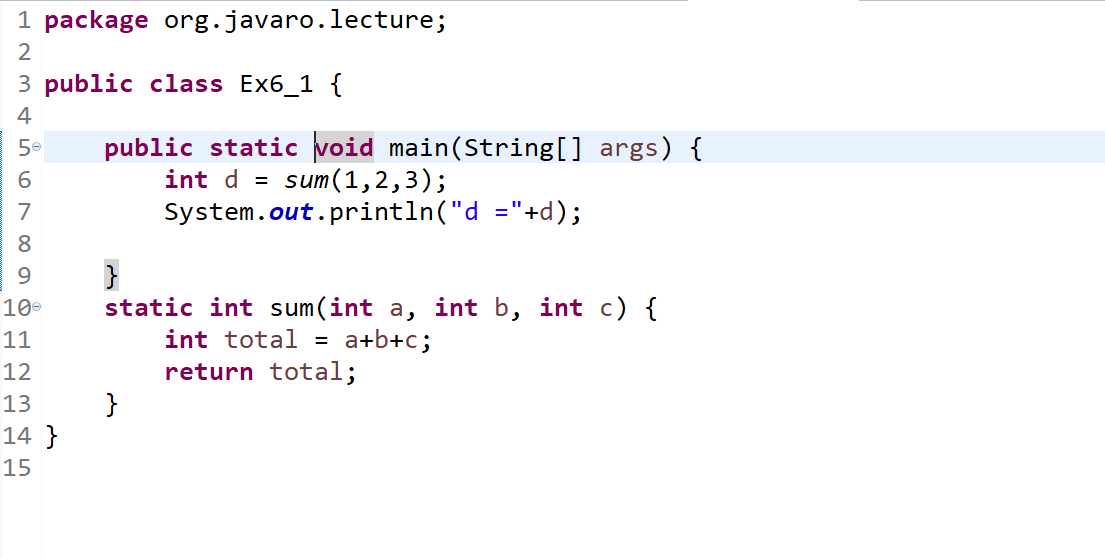 1 package org.javaro.lecture;
2
3 public class Ex6_1 {
4
5 public static void main(String[] args) {
6 int d = sum(1,2,3);
7 System.out.println("d ="+d);
8
9 }
10 static int sum(int a, int b, int c) {
11 int total = a+b+c;
12 return total;
13 }
14 }
15